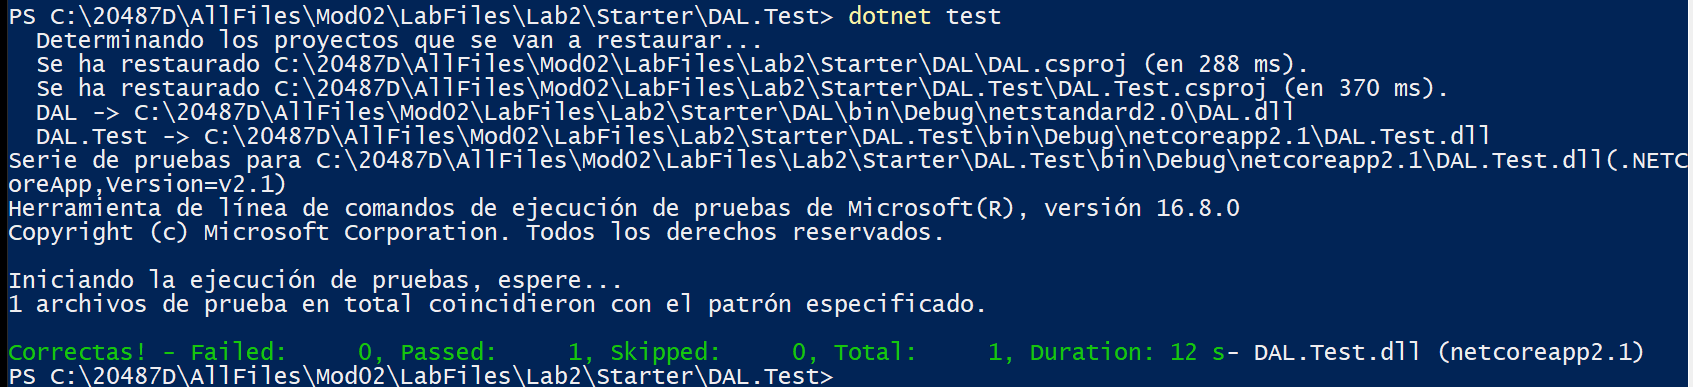 PS C:\20487D\AllFiles\Mod02\LabFiles\Lab2\Starter\DAL.Test> dotnet test
  Determinando los proyectos que se van a restaurar...
  Se ha restaurado C:\20487D\AllFiles\Mod02\LabFiles\Lab2\Starter\DAL\DAL.csproj (en 288 ms).
  Se ha restaurado C:\20487D\AllFiles\Mod02\LabFiles\Lab2\Starter\DAL.Test\DAL.Test.csproj (en 370 ms).
  DAL -> C:\20487D\AllFiles\Mod02\LabFiles\Lab2\Starter\DAL\bin\Debug\netstandard2.0\DAL.dll
  DAL.Test -> C:\20487D\AllFiles\Mod02\LabFiles\Lab2\Starter\DAL.Test\bin\Debug\netcoreapp2.1\DAL.Test.dll
Serie de pruebas para C:\20487D\AllFiles\Mod02\LabFiles\Lab2\Starter\DAL.Test\bin\Debug\netcoreapp2.1\DAL.Test.dll(.NETC
oreApp,Version=v2.1)
Herramienta de línea de comandos de ejecución de pruebas de Microsoft(R), versión 16.8.0
Copyright (c) Microsoft Corporation. Todos los derechos reservados.

Iniciando la ejecución de pruebas, espere...
1 archivos de prueba en total coincidieron con el patrón especificado.

Correctas! - Failed:     0, Passed:     1, Skipped:     0, Total:     1, Duration: 12 s- DAL.Test.dll (netcoreapp2.1)
PS C:\20487D\AllFiles\Mod02\LabFiles\Lab2\Starter\DAL.Test>